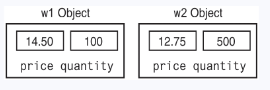 w1 Object w2 Object
14.50 100 12.75 500
price quantity price quantity